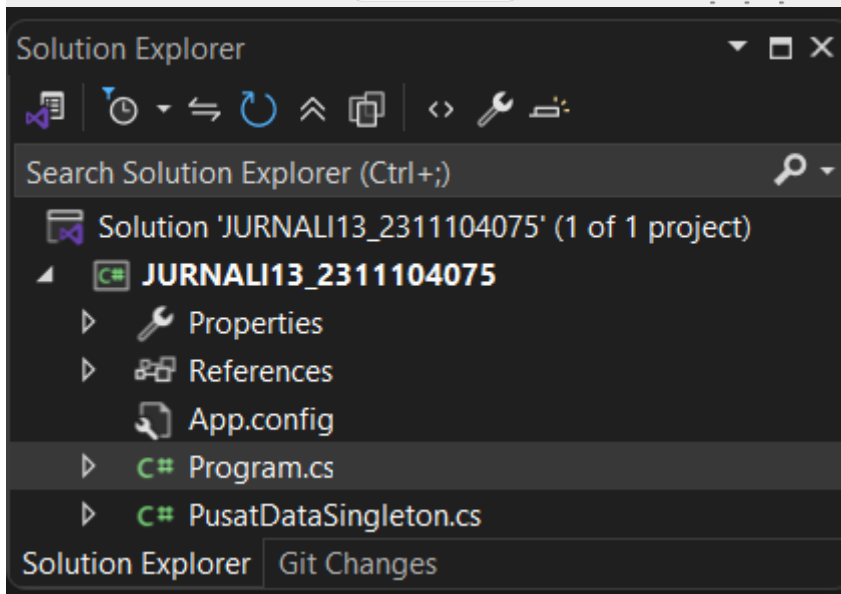 Solution Explorer
Search Solution Explorer (Ctrl+;)
Solution 'JURNALI13_2311104075' (1 of 1 project)
C# JURNALI13_2311104075
Properties
References
App.config
C# Program.cs
C# PusatDataSingleton.cs
Solution Explorer Git Changes